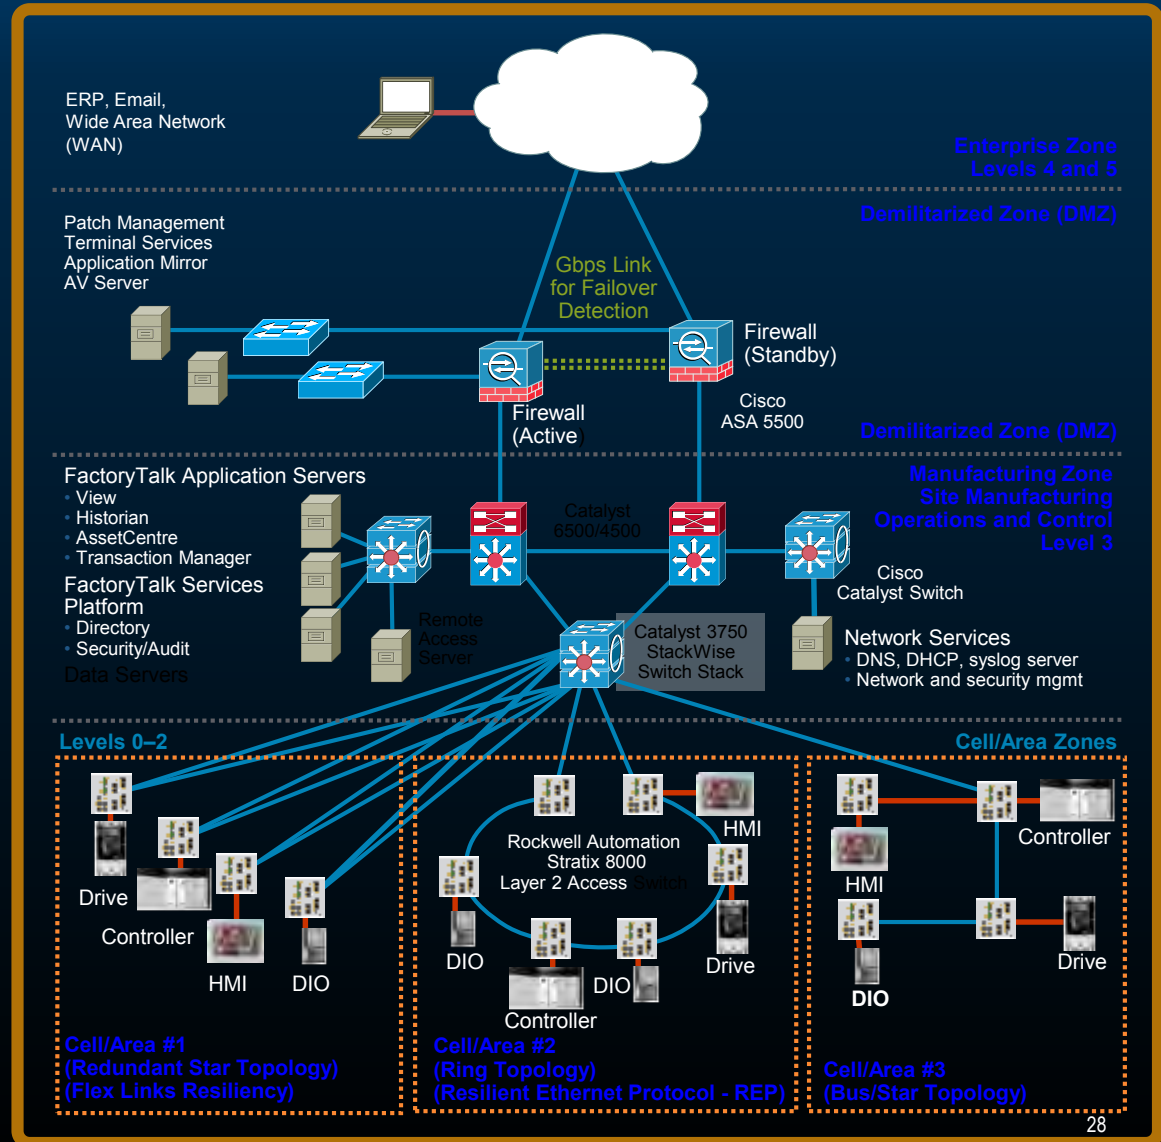 ERP, Email,
Wide Area Network
(WAN)
Enterprise Zone
Levels 4 and 5
Demilitarized Zone (DMZ)
Patch Management
Terminal Services
Application Mirror
AV Server
Gbps Link
for Failover
Detection
Firewall
(Standby)
Firewall
(Active)
Cisco
ASA 5500
Demilitarized Zone (DMZ)
Manufacturing Zone
Site Manufacturing
Operations and Control
Level 3
FactoryTalk Application Servers
• View
• Historian
• AssetCentre
• Transaction Manager
FactoryTalk Services
Platform
• Directory
• Security/Audit
Data Servers
Catalyst
6500/4500
Remote
Access
Server
Catalyst 3750
StackWise
Switch Stack
Cisco
Catalyst Switch
Network Services
• DNS, DHCP, syslog server
• Network and security mgmt
Levels 0–2
Cell/Area Zones
Drive
Controller
HMI
DIO
Cell/Area #1
(Redundant Star Topology)
(Flex Links Resiliency)
HMI
Rockwell Automation
Stratix 8000
Layer 2 Access Switch
DIO
Controller
DIO
Drive
Cell/Area #2
(Ring Topology)
(Resilient Ethernet Protocol - REP)
Controller
HMI
DIO
Drive
Cell/Area #3
(Bus/Star Topology)
28